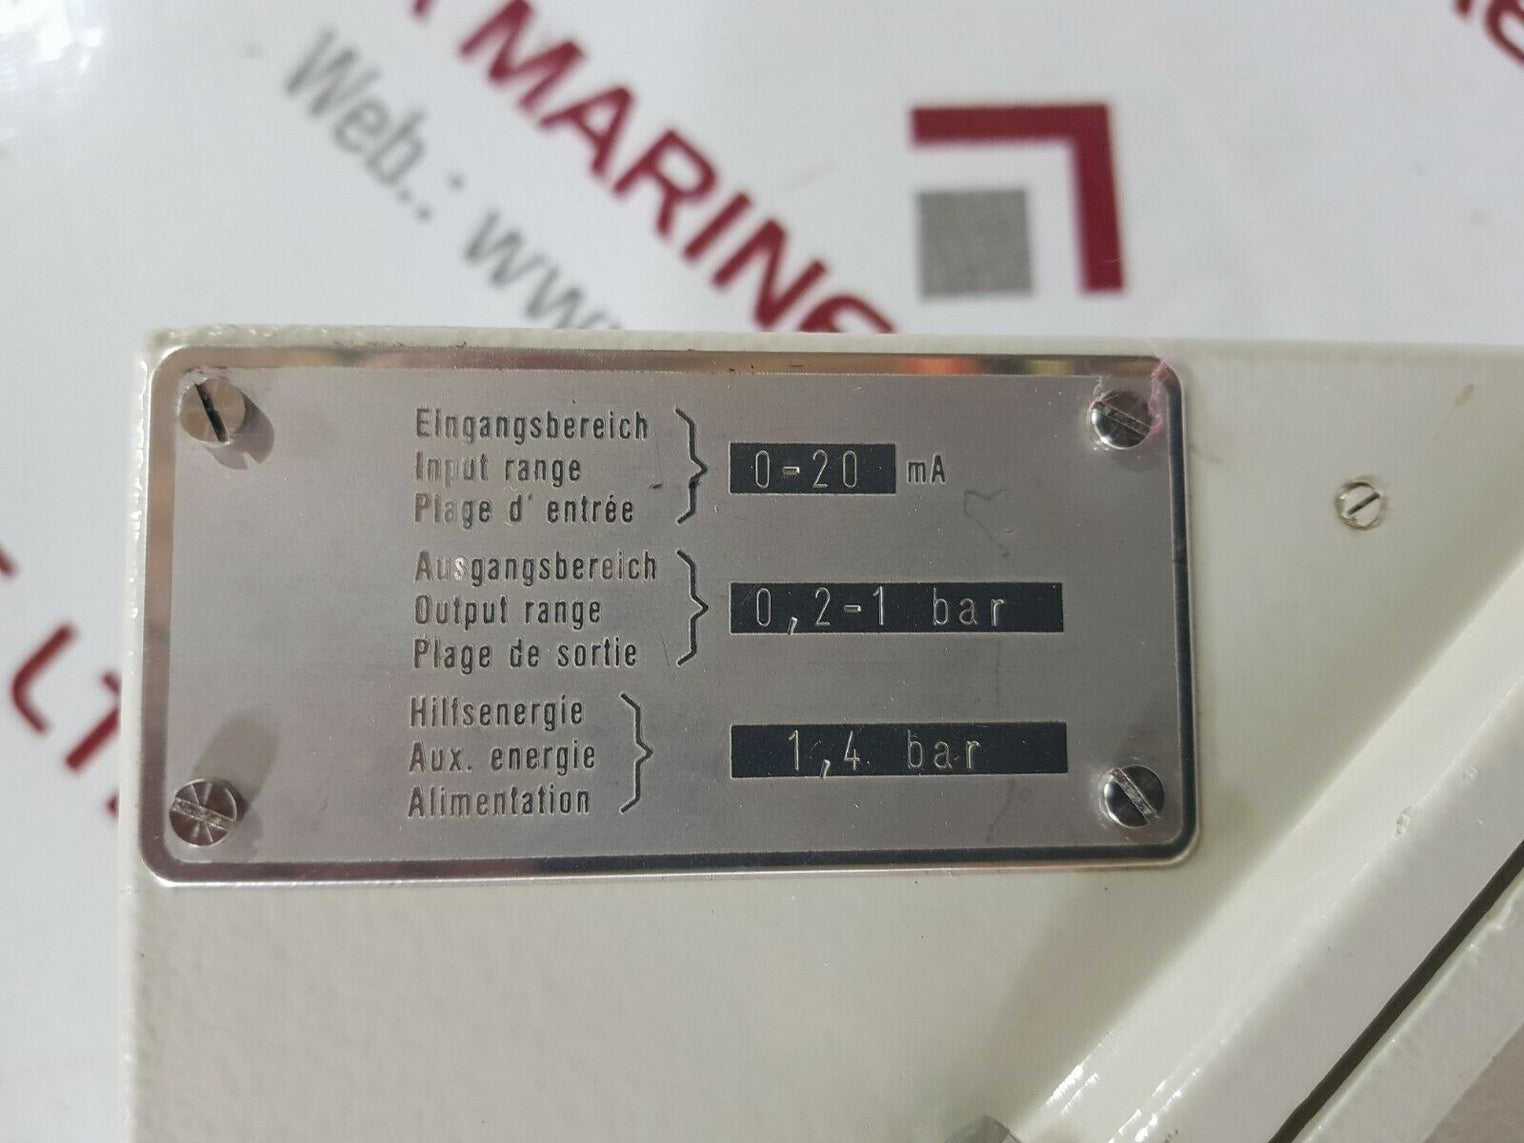 MARINE
Web.: ww
Eingangsbereich
Input range
Plage d' entrée
0-20 mA
Ausgangsbereich
Output range
Plage de sortie
0,2-1 bar
Hilfsenergie
Aux. energie
Alimentation
1,4 bar